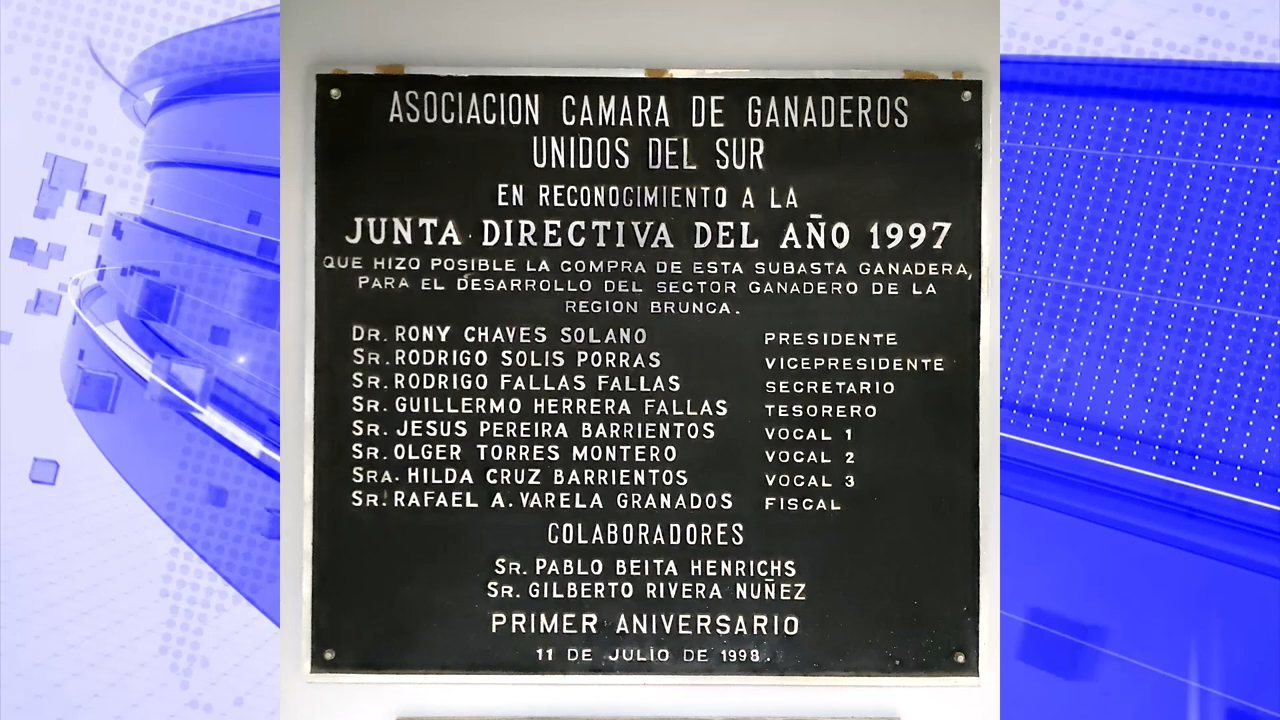 ASOCIACION CAMARA DE GANADEROS
UNIDOS DEL SUR
EN RECONOCIMIENTO A LA
JUNTA DIRECTIVA DEL AÑO 1997
QUE HIZO POSIBLE LA COMPRA DE ESTA SUBASTA GANADERA,
PARA EL DESARROLLO DEL SECTOR GANADERO DE LA
REGION BRUNCA.
DR. RONY CHAVES SOLANO PRESIDENTE
SR. RODRIGO SOLIS PORRAS VICEPRESIDENTE
SR. RODRIGO FALLAS FALLAS SECRETARIO
SR. GUILLERMO HERRERA FALLAS TESORERO
SR. JESUS PEREIRA BARRIENTOS VOCAL 1
SR. OLGER TORRES MONTERO VOCAL 2
SRA. HILDA CRUZ BARRIENTOS VOCAL 3
SR. RAFAEL A. VARELA GRANADOS FISCAL
COLABORADORES
SR. PABLO BEITA HENRICHS
SR. GILBERTO RIVERA NUÑEZ
PRIMER ANIVERSARIO
11 DE JULIO DE 1998.